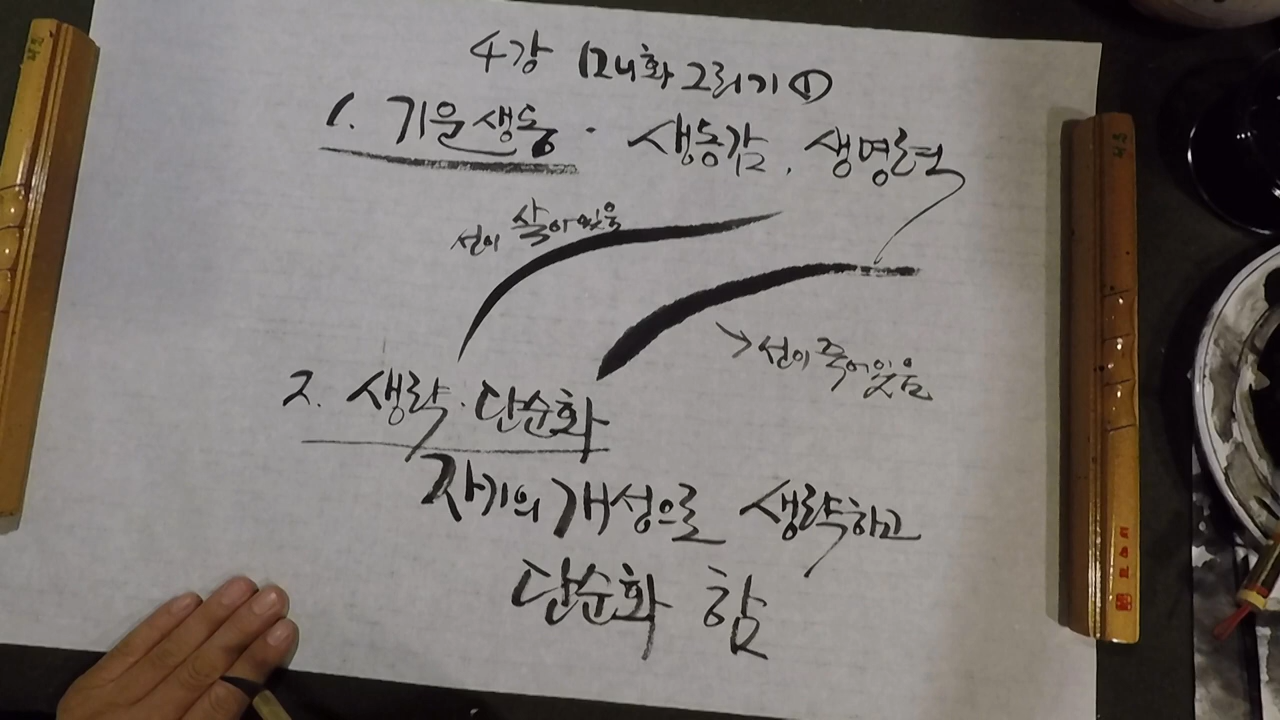 4강 매화 그리기 ①
1. 기운생동 · 생동감, 생명력
선이 살아있음
→ 선이 죽어있음
2. 생략·단순화
자기의 개성으로 생략하고
단순화 함